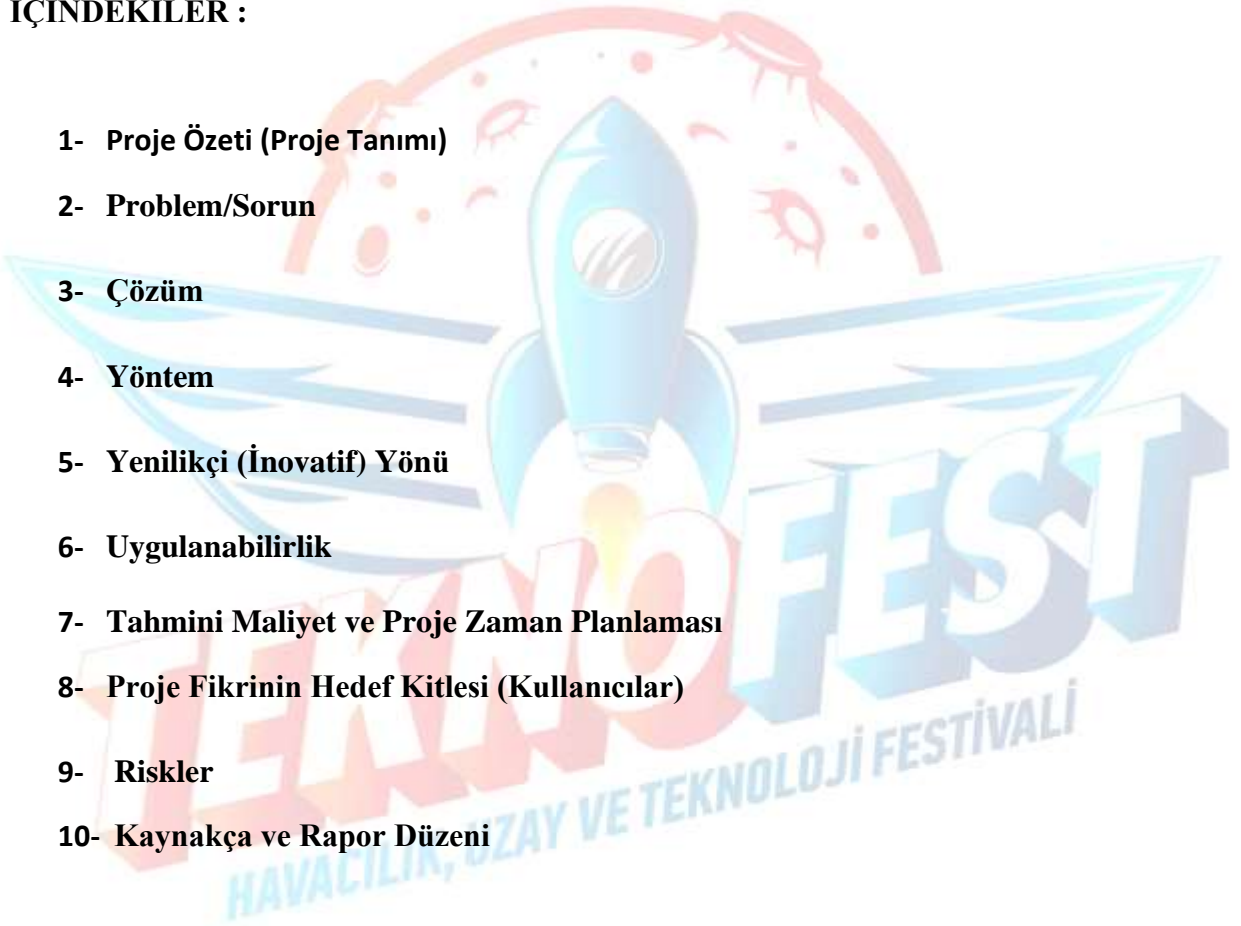 İÇİNDEKİLER :
1- Proje Özeti (Proje Tanımı)
2- Problem/Sorun
3- Çözüm
4- Yöntem
5- Yenilikçi (İnovatif) Yönü
6- Uygulanabilirlik
7- Tahmini Maliyet ve Proje Zaman Planlaması
8- Proje Fikrinin Hedef Kitlesi (Kullanıcılar)
9- Riskler
10- Kaynakça ve Rapor Düzeni
TEKNOFEST
HAVACILIK, UZAY VE TEKNOLOJİ FESTİVALİ